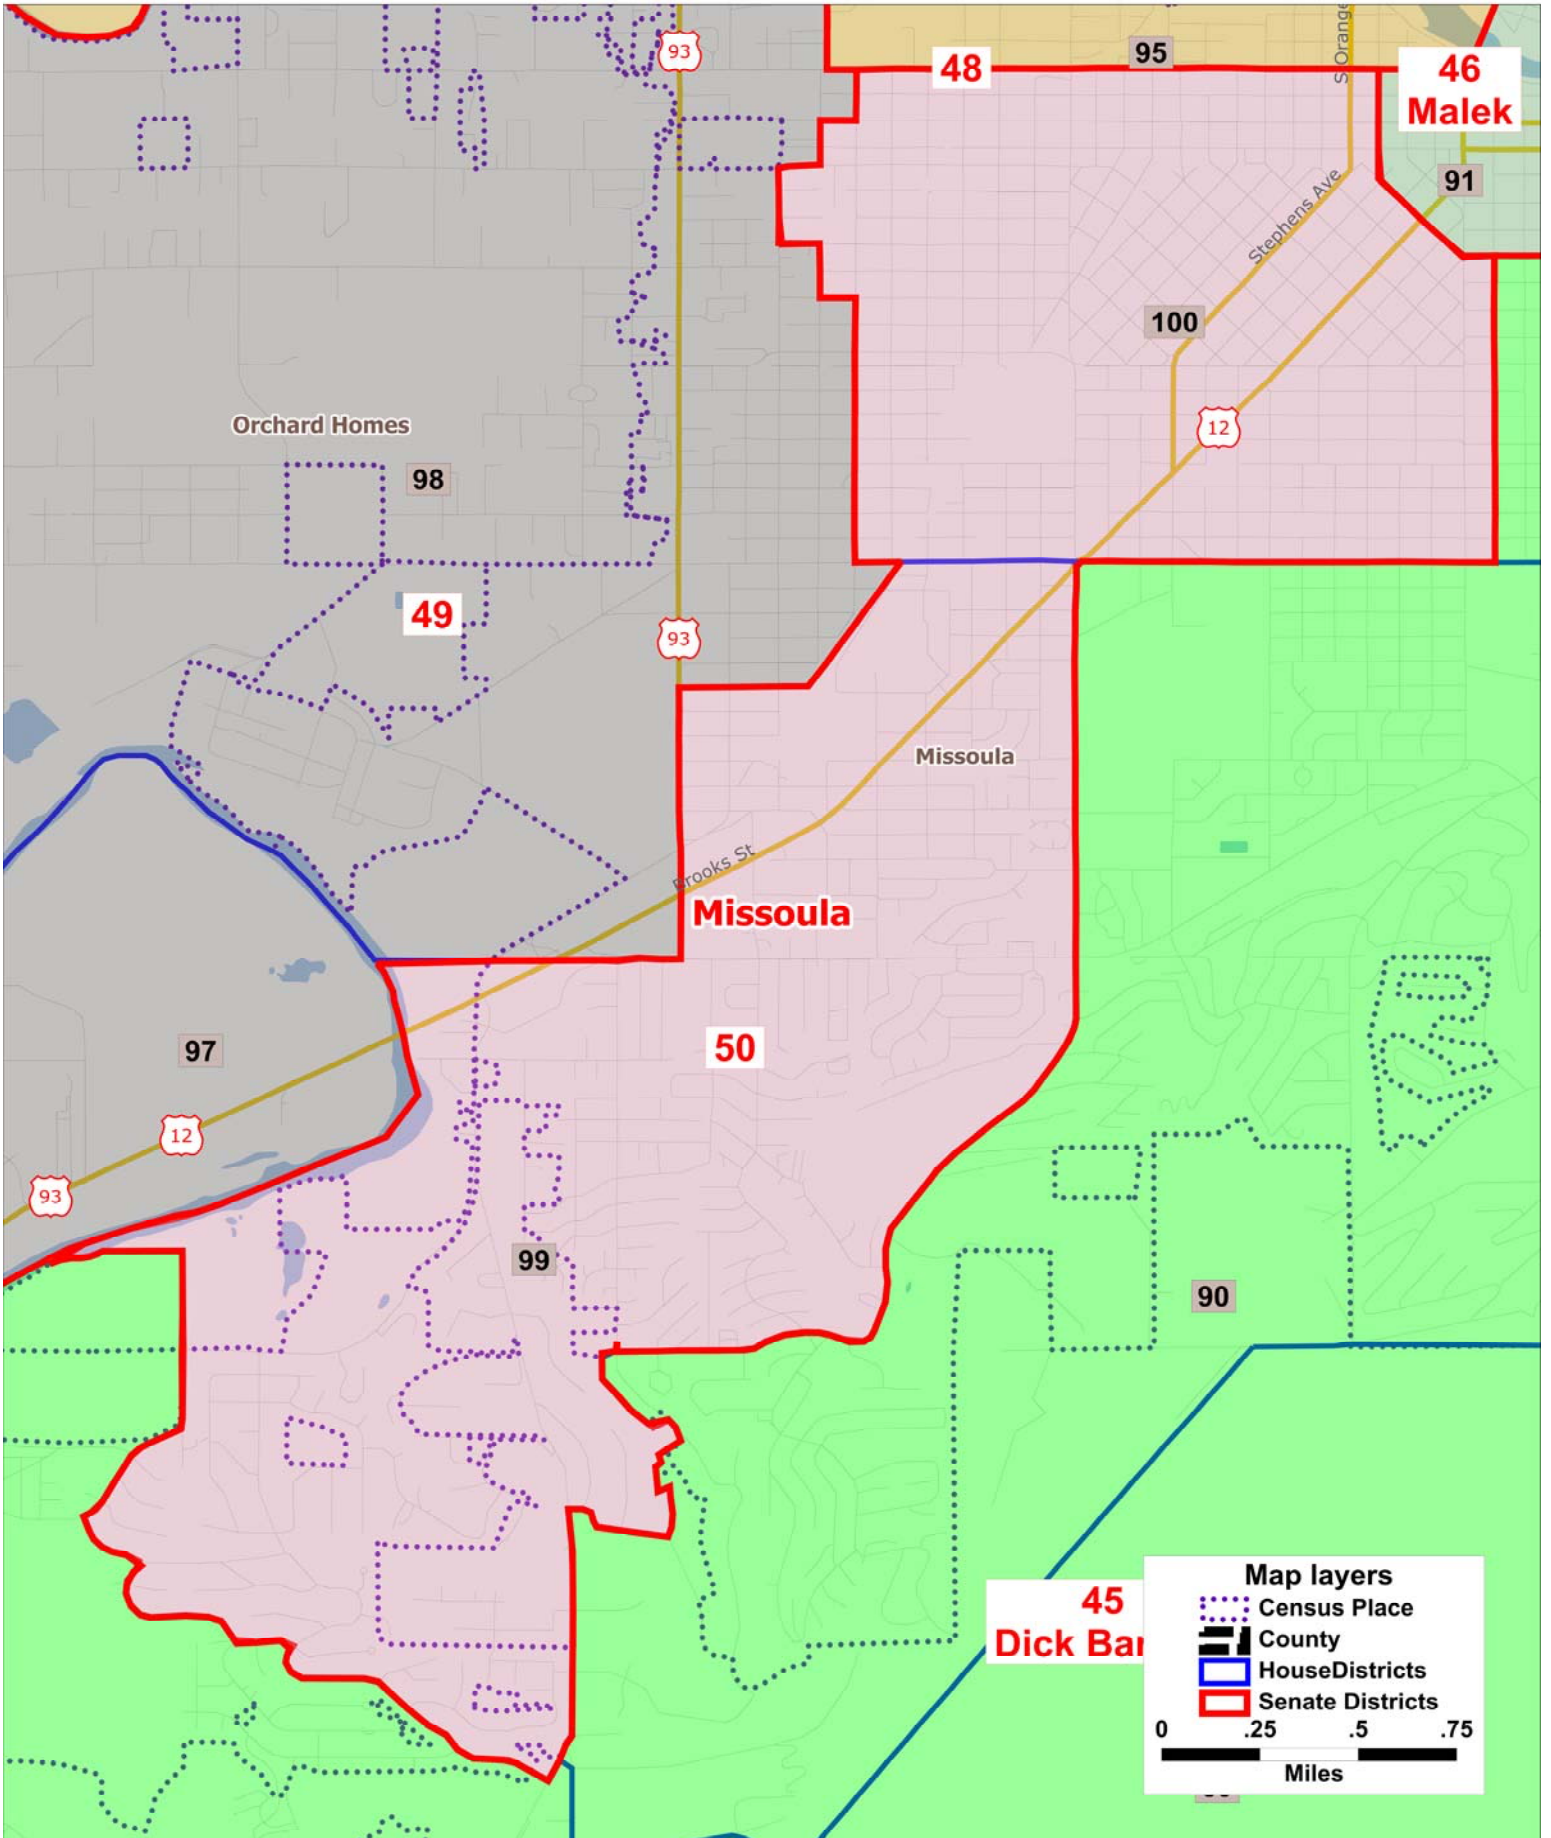 93
48
95
S Orange
46
Malek
91
Stephens Ave
100
12
Orchard Homes
98
49
93
Missoula
Brooks St
Missoula
50
97
12
93
99
90
45
Dick Bar
Map layers
Census Place
County
HouseDistricts
Senate Districts
0 .25 .5 .75
Miles